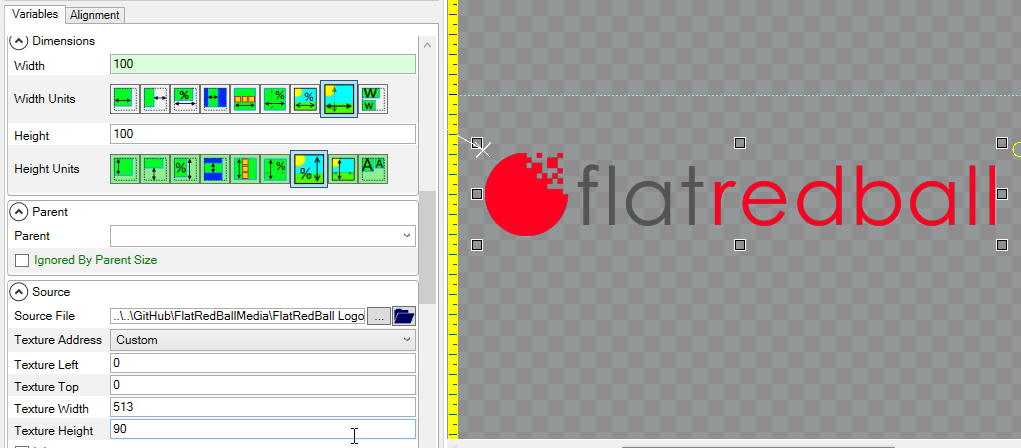 Variables Alignment
Dimensions
Width 100
Width Units % % % W W
Height 100
Height Units % % % A A
Parent
Parent
Ignored By Parent Size
Source
Source File ..\..\GitHub\FlatRedBallMedia\FlatRedBall Logo ...
Texture Address Custom
Texture Left 0
Texture Top 0
Texture Width 513
Texture Height 90
flatredball